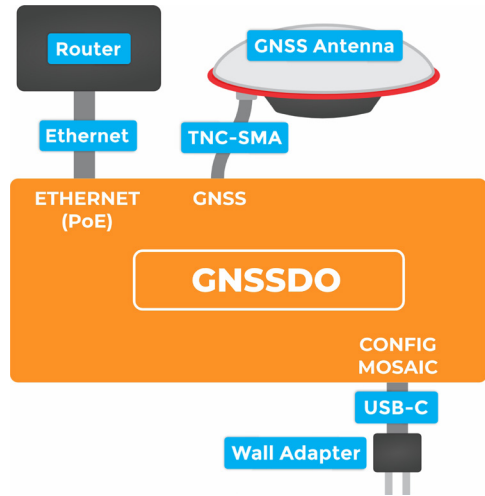 Router
GNSS Antenna
Ethernet
TNC-SMA
ETHERNET
(PoE)
GNSS
GNSSDO
CONFIG
MOSAIC
USB-C
Wall Adapter